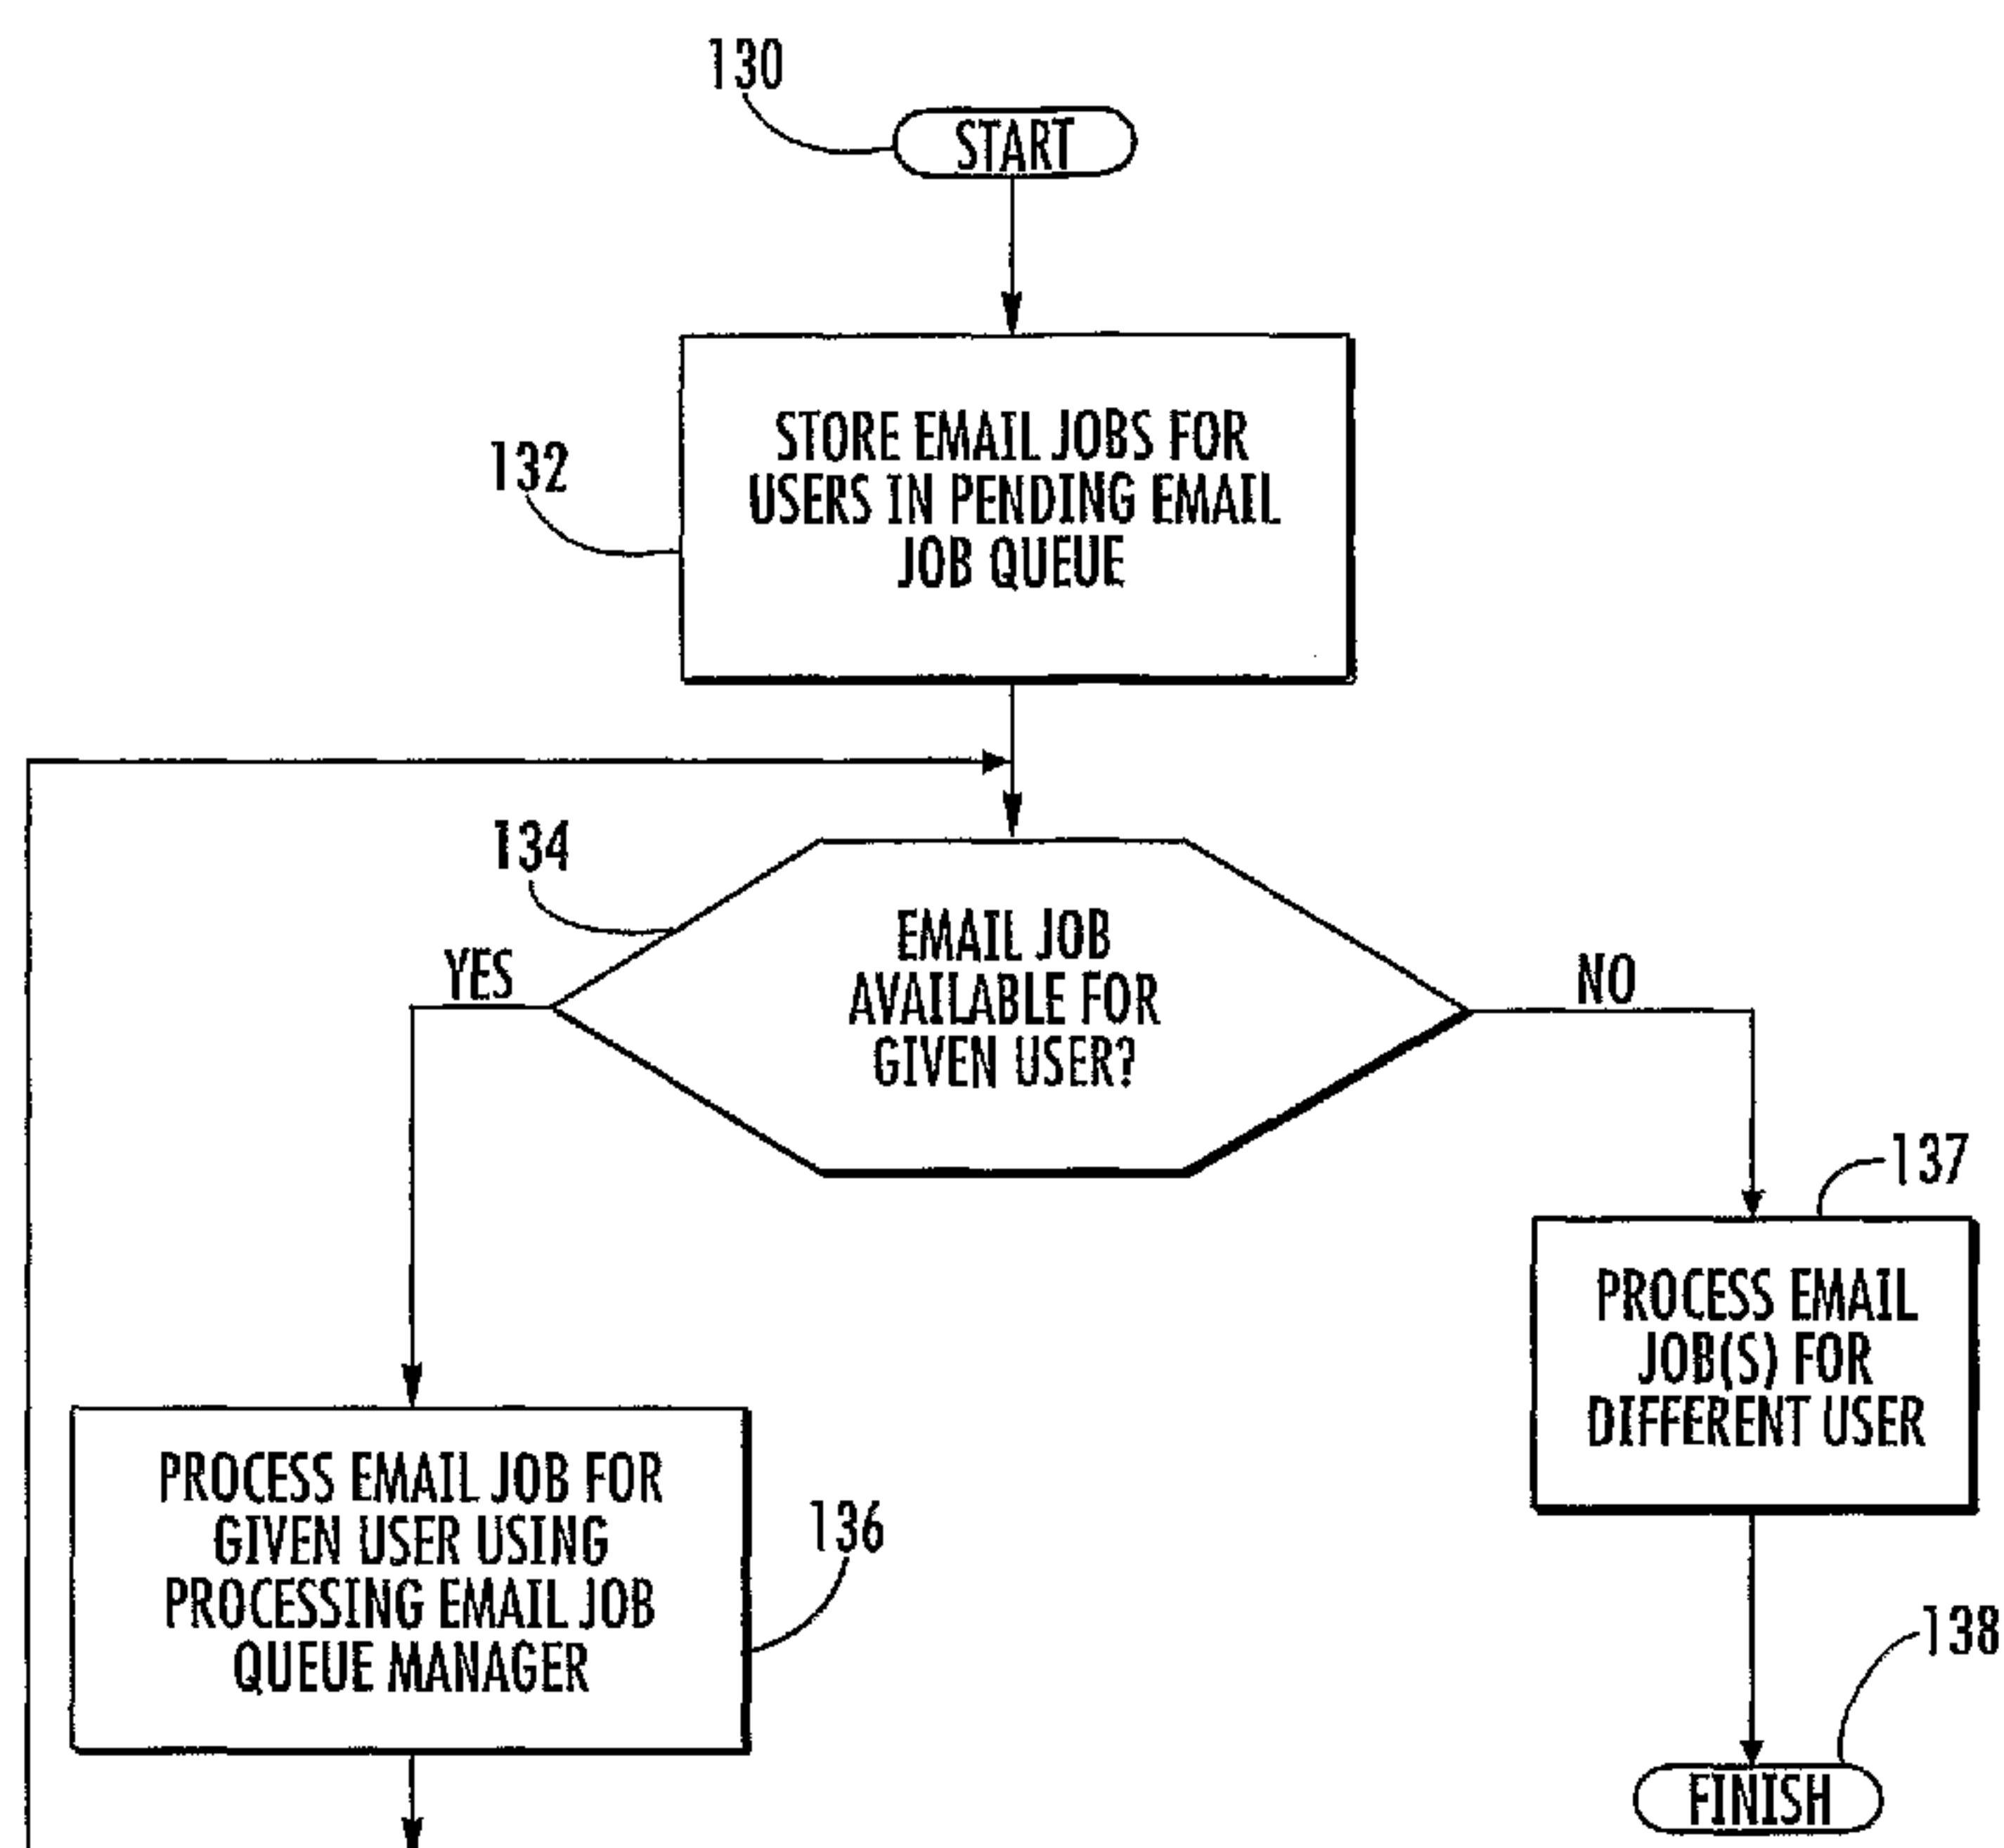 130
START
132
STORE EMAIL JOBS FOR
USERS IN PENDING EMAIL
JOB QUEUE
134
EMAIL JOB
AVAILABLE FOR
GIVEN USER?
YES
NO
137
PROCESS EMAIL
JOB(S) FOR
DIFFERENT USER
PROCESS EMAIL JOB FOR
GIVEN USER USING
PROCESSING EMAIL JOB
QUEUE MANAGER
136
138
FINISH